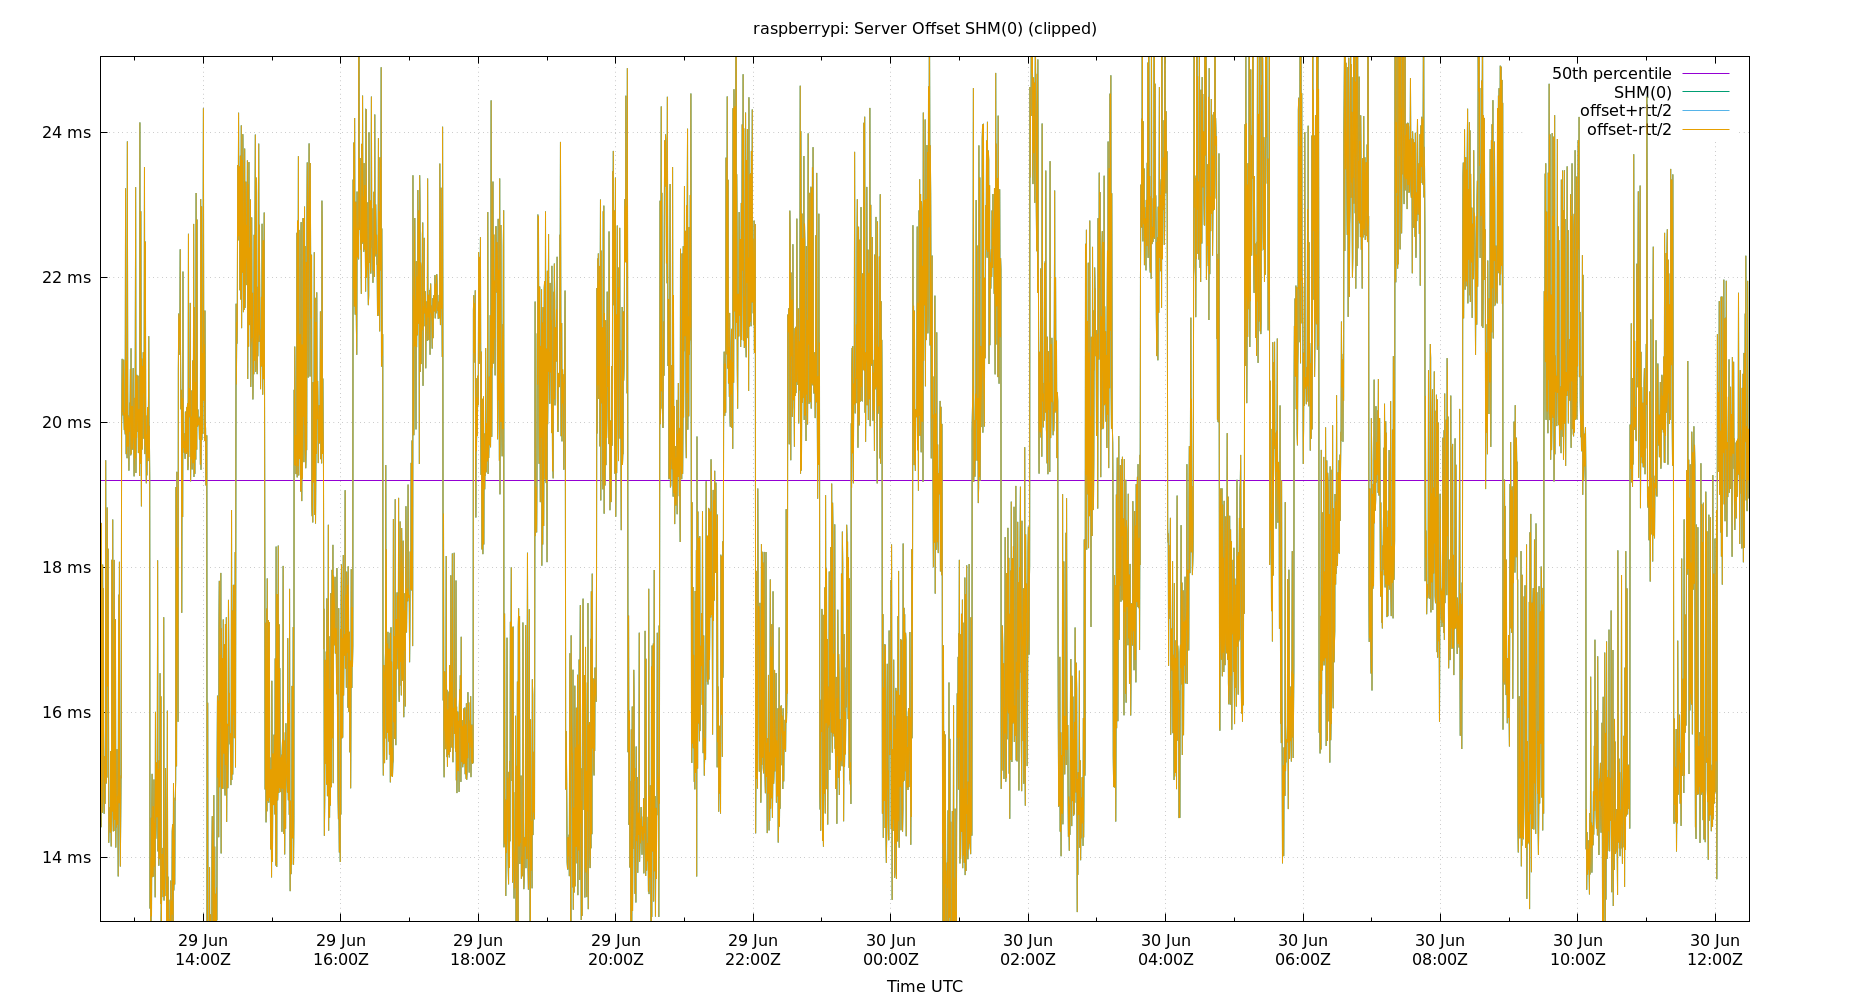 raspberrypi: Server Offset SHM(0) (clipped)
50th percentile
SHM(0)
offset+rtt/2
offset-rtt/2
24 ms
22 ms
20 ms
18 ms
16 ms
14 ms
29 Jun 29 Jun 29 Jun 29 Jun 29 Jun 30 Jun 30 Jun 30 Jun 30 Jun 30 Jun 30 Jun 30 Jun
14:00Z 16:00Z 18:00Z 20:00Z 22:00Z 00:00Z 02:00Z 04:00Z 06:00Z 08:00Z 10:00Z 12:00Z
Time UTC